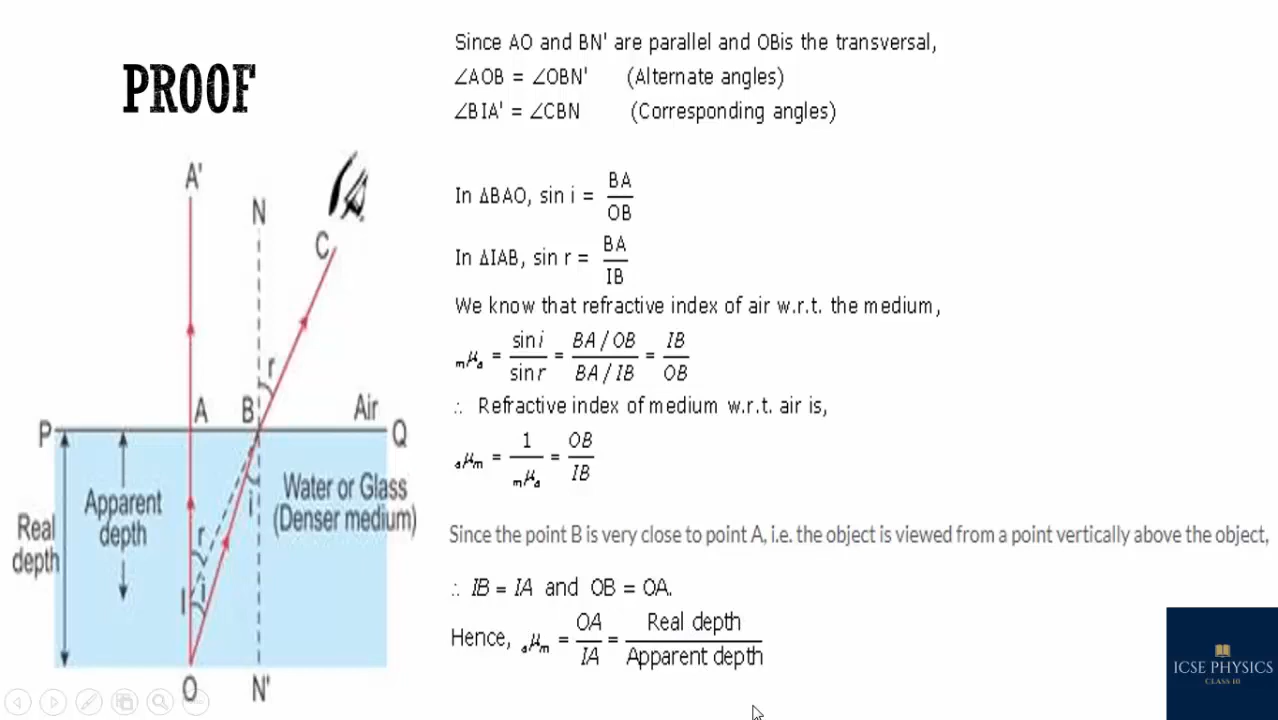 PROOF
Since AO and BN' are parallel and OBis the transversal,
∠AOB = ∠OBN' (Alternate angles)
∠BIA' = ∠CBN (Corresponding angles)
In ΔBAO, sin i = BA/OB
In ΔIAB, sin r = BA/IB
We know that refractive index of air w.r.t. the medium,
ₘμₐ = sin i/sin r = (BA / OB)/(BA / IB) = IB/OB
∴ Refractive index of medium w.r.t. air is,
ₐμₘ = 1/ₘμₐ = OB/IB
Since the point B is very close to point A, i.e. the object is viewed from a point vertically above the object,
∴ IB = IA and OB = OA.
Hence, ₐμₘ = OA/IA = Real depth/Apparent depth
A'
N
C
r
A
B
Air
P
Q
Apparent
depth
Water or Glass
(Denser medium)
i
Real
depth
r
I
i
O
N'
ICSE PHYSICS
CLASS 10